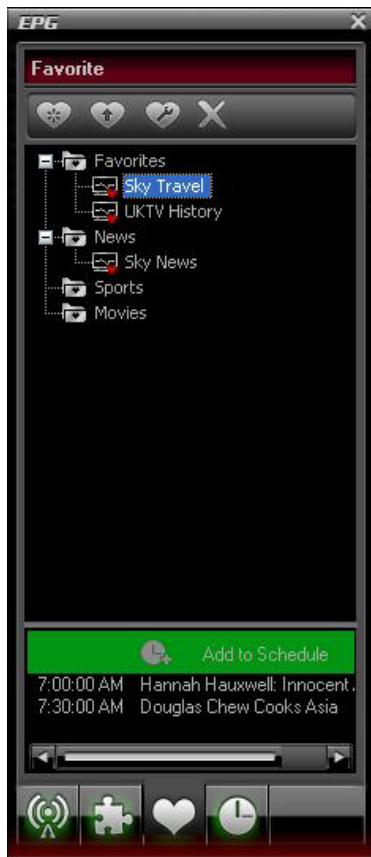 EPG
Favorite
Favorites
Sky Travel
UKTV History
News
Sky News
Sports
Movies
Add to Schedule
7:00:00 AM Hannah Hauxwell: Innocent.
7:30:00 AM Douglas Chew Cooks Asia